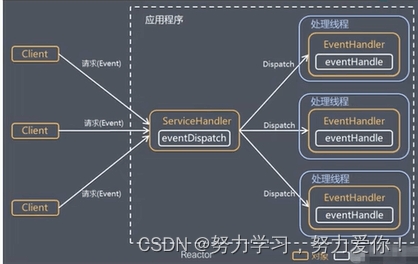 应用程序
处理线程
Client
EventHandler
eventHandle
请求(Event)
Dispatch
ServiceHandler
处理线程
Client
请求(Event)
eventDispatch
Dispatch
EventHandler
eventHandle
请求(Event)
Dispatch
处理线程
Client
EventHandler
eventHandle
CSDN @努力学习，努力爱你！
Reactor
对象